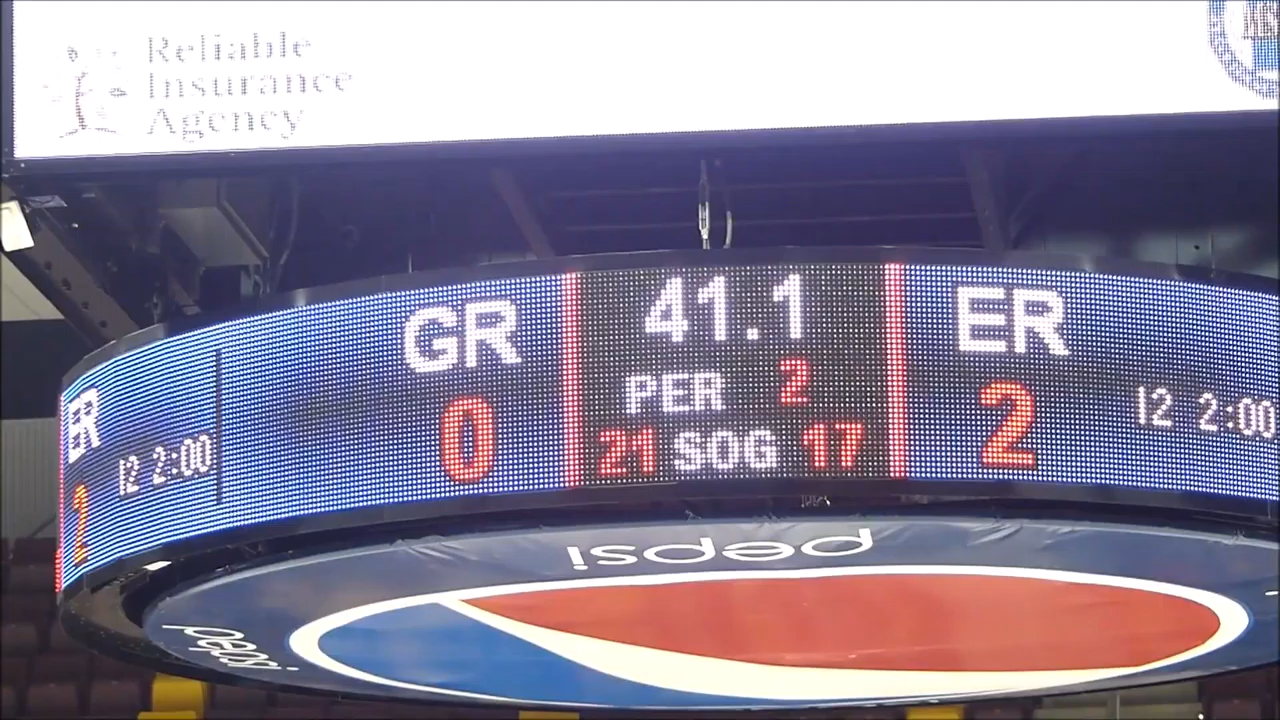 Reliable
Insurance
Agency
GR 41.1 ER
0 PER 2 2
21 SOG 17
12 2:00
ER
12 2:00
2
pepsi
pepsi